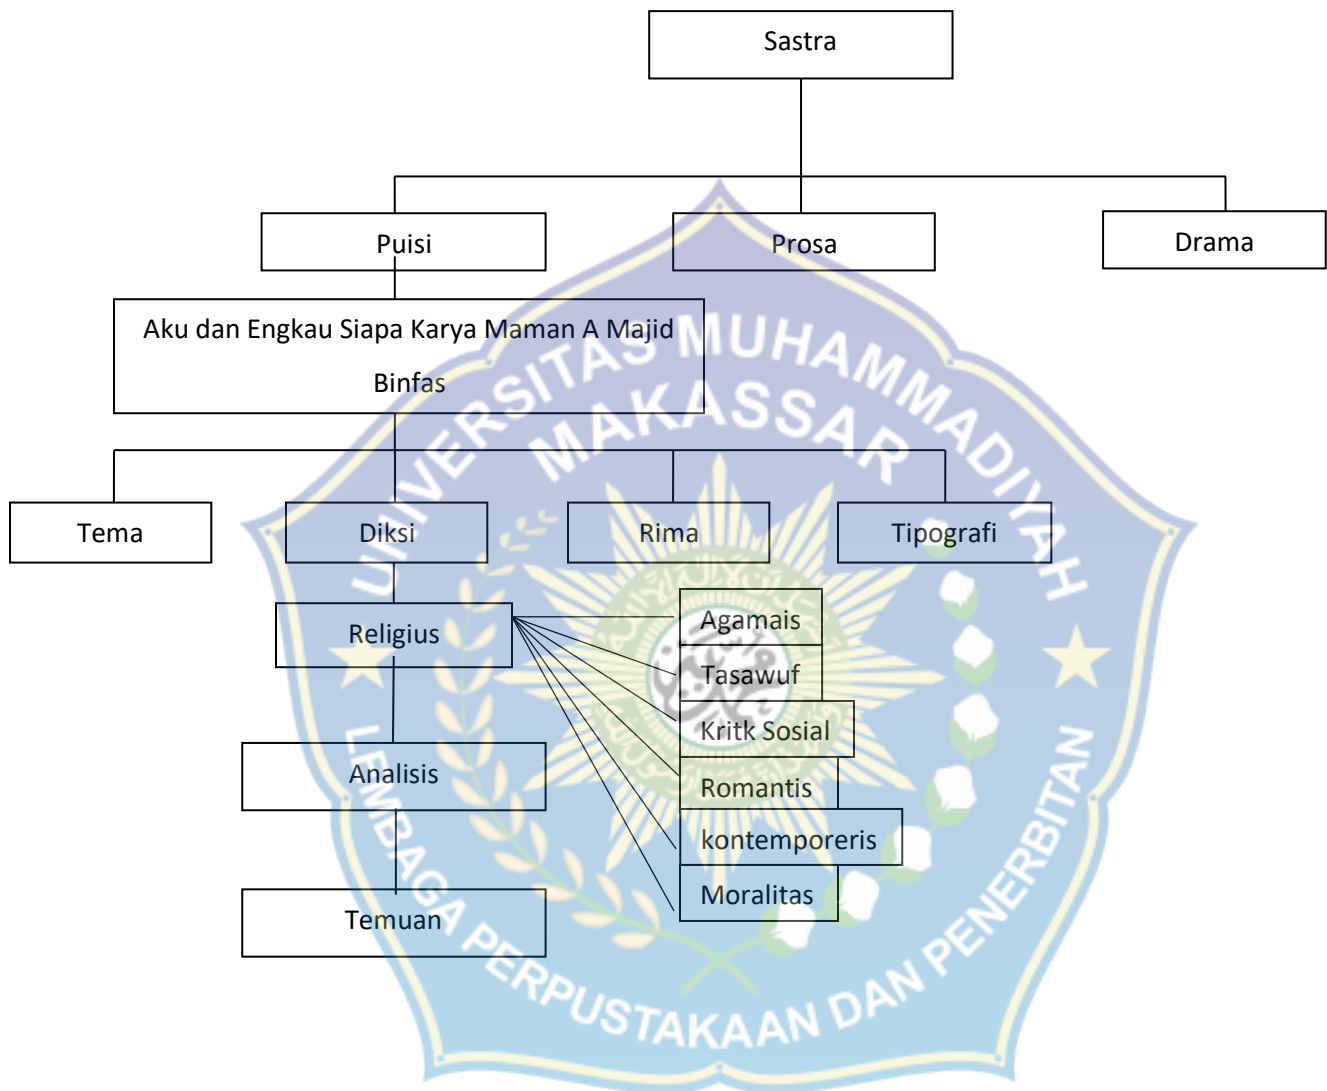 Sastra
Puisi
Prosa
Drama
Aku dan Engkau Siapa Karya Maman A Majid
Binfas
UNIVERSITAS MUHAMMADIYAH
MAKASSAR
Tema
Diksi
Rima
Tipografi
Religius
Agamais
Tasawuf
Kritk Sosial
Romantis
kontemporeris
Moralitas
Analisis
Temuan
LEMBAGA PERPUSTAKAAN DAN PENERBITAN